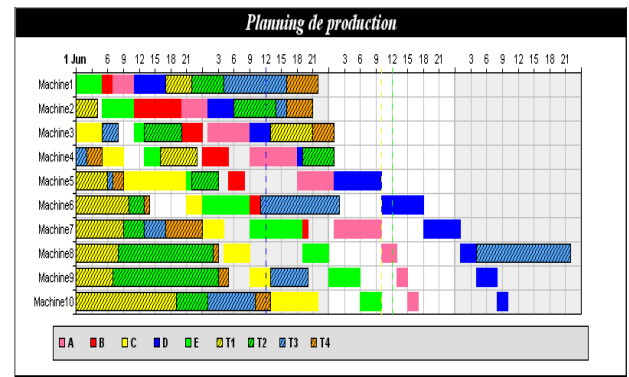 Planning de production
1 Jun 6 9 12 15 18 21 3 6 9 12 15 18 21 3 6 9 12 15 18 21 3 6 9 12 15 18 21
Machine1
Machine2
Machine3
Machine4
Machine5
Machine6
Machine7
Machine8
Machine9
Machine10
A B C D E T1 T2 T3 T4